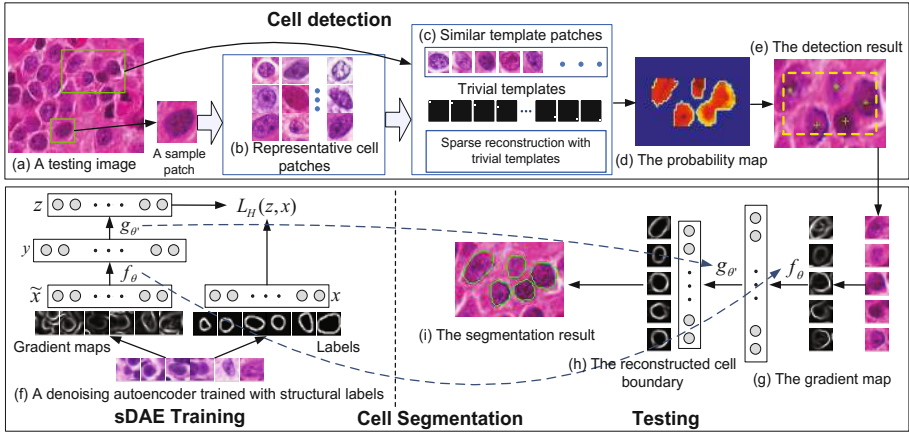 Cell detection
(c) Similar template patches
(e) The detection result
Trivial templates
(a) A testing image
A sample
patch
(b) Representative cell
patches
Sparse reconstruction with
trivial templates
(d) The probability map
z
L_H(z,x)
g_θ'
y
f_θ
x̃
x
Gradient maps
Labels
(f) A denoising autoencoder trained with structural labels
sDAE Training
(i) The segmentation result
g_θ'
f_θ
(h) The reconstructed cell
boundary
(g) The gradient map
Cell Segmentation
Testing